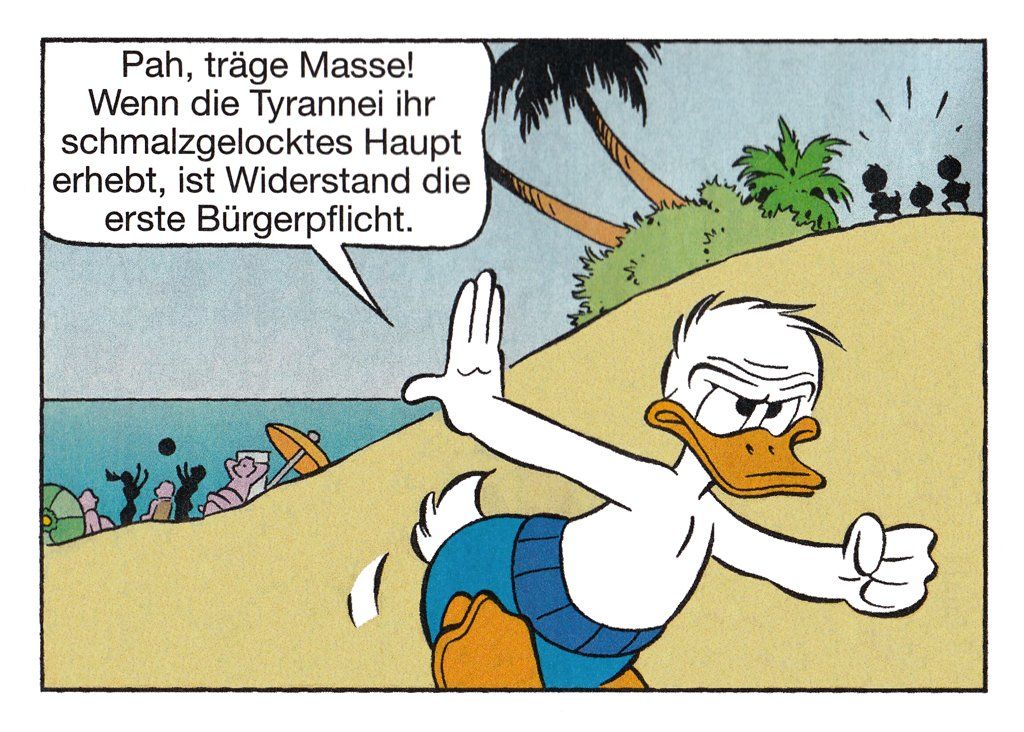 Pah, träge Masse!
Wenn die Tyrannei ihr
schmalzgelocktes Haupt
erhebt, ist Widerstand die
erste Bürgerpflicht.